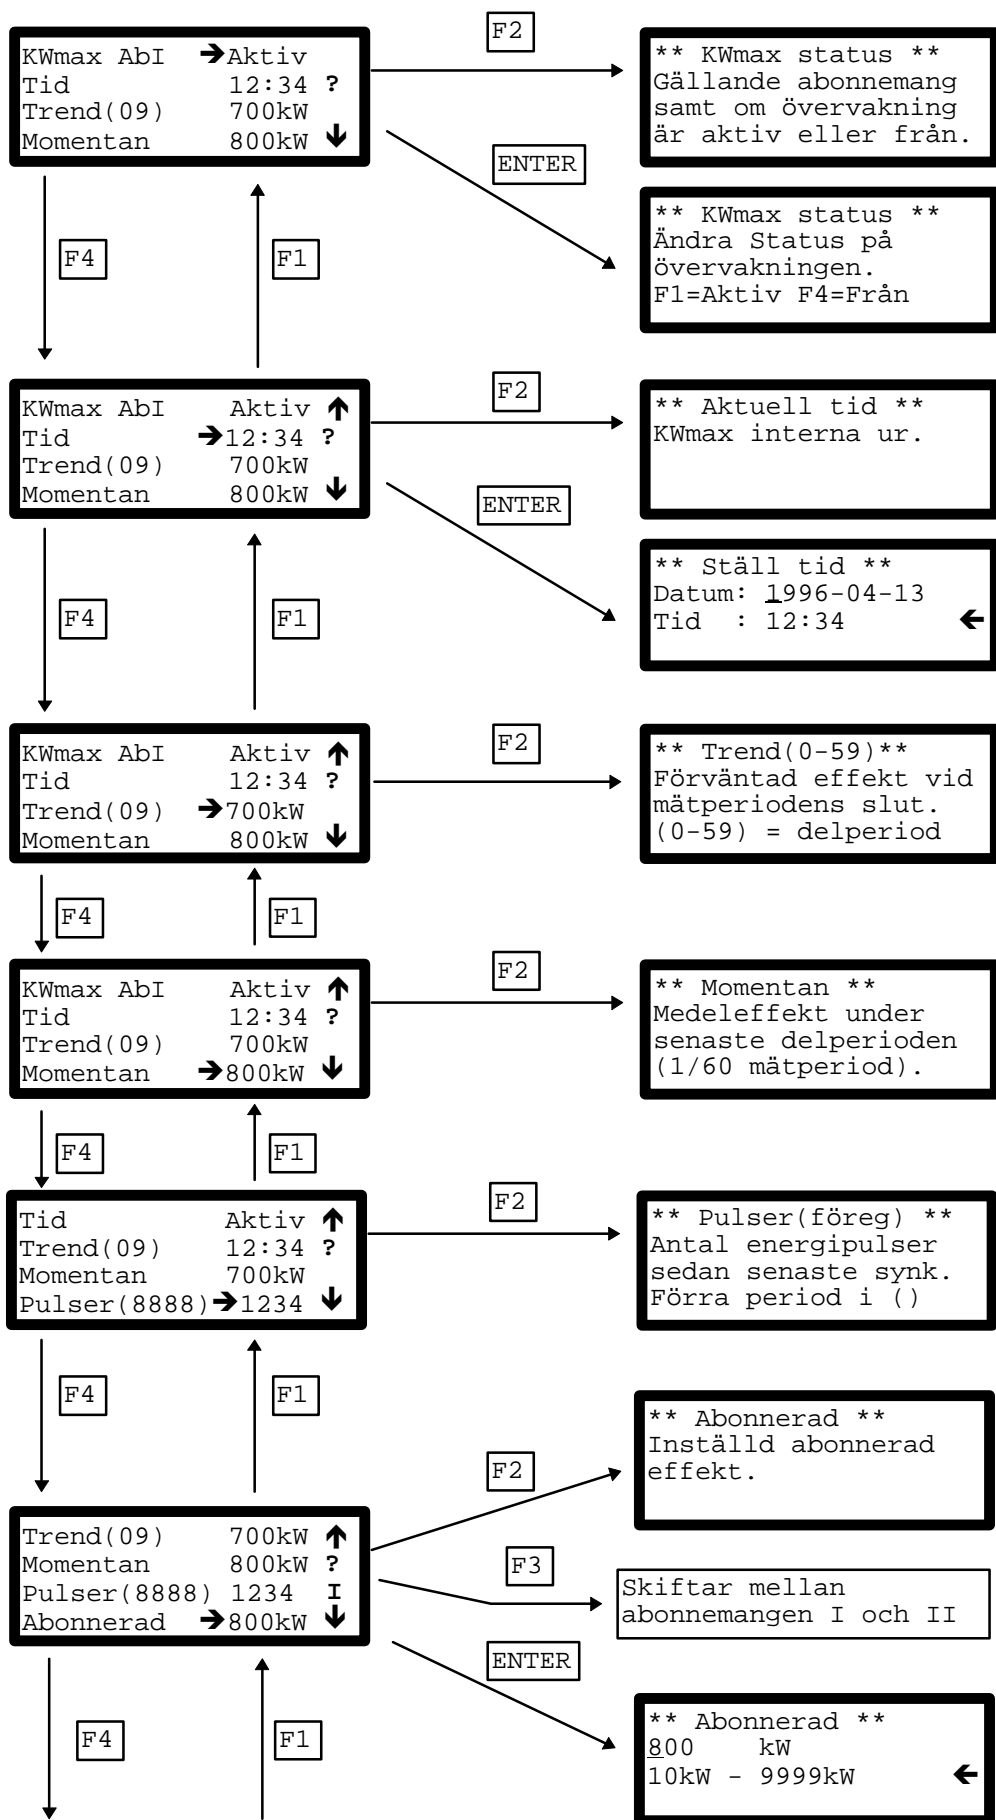 F2
KWmax AbI ➔Aktiv
Tid 12:34 ?
Trend(09) 700kW
Momentan 800kW ↓
** KWmax status **
Gällande abonnemang
samt om övervakning
är aktiv eller från.
ENTER
** KWmax status **
Ändra Status på
övervakningen.
F1=Aktiv F4=Från
F4
F1
KWmax AbI Aktiv ↑
Tid ➔12:34 ?
Trend(09) 700kW
Momentan 800kW ↓
F2
** Aktuell tid **
KWmax interna ur.
ENTER
** Ställ tid **
Datum: 1996-04-13
Tid : 12:34 ←
F4
F1
KWmax AbI Aktiv ↑
Tid 12:34 ?
Trend(09) ➔700kW
Momentan 800kW ↓
F2
** Trend(0-59)**
Förväntad effekt vid
mätperiodens slut.
(0-59) = delperiod
F4
F1
KWmax AbI Aktiv ↑
Tid 12:34 ?
Trend(09) 700kW
Momentan ➔800kW ↓
F2
** Momentan **
Medeleffekt under
senaste delperioden
(1/60 mätperiod).
F4
F1
Tid Aktiv ↑
Trend(09) 12:34 ?
Momentan 700kW
Pulser(8888)➔1234 ↓
F2
** Pulser(föreg) **
Antal energipulser
sedan senaste synk.
Förra period i ()
F4
F1
Trend(09) 700kW ↑
Momentan 800kW ?
Pulser(8888) 1234 I
Abonnerad ➔800kW ↓
F2
** Abonnerad **
Inställd abonnerad
effekt.
F3
Skiftar mellan
abonnemangen I och II
ENTER
** Abonnerad **
800 kW
10kW - 9999kW ←
F4
F1